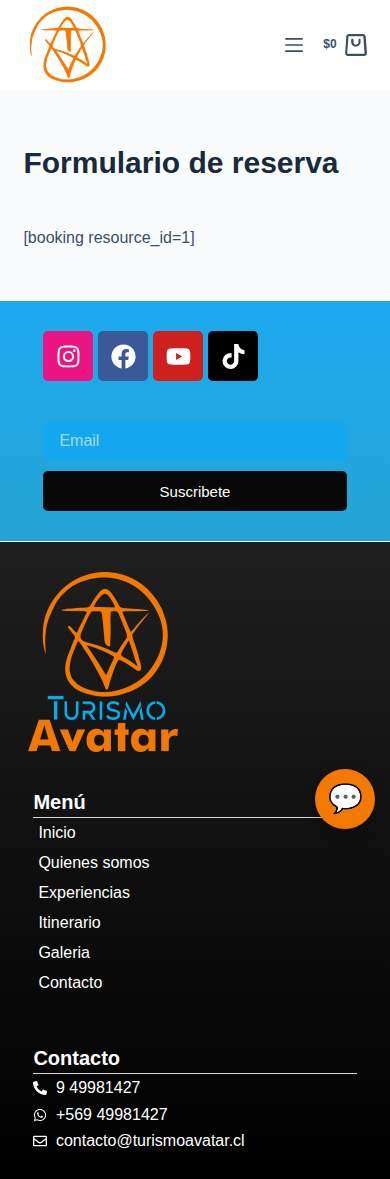 $0
Formulario de reserva
[booking resource_id=1]
Email
Suscribete
TURISMO
Avatar
Menú
Inicio
Quienes somos
Experiencias
Itinerario
Galeria
Contacto
Contacto
9 49981427
+569 49981427
contacto@turismoavatar.cl